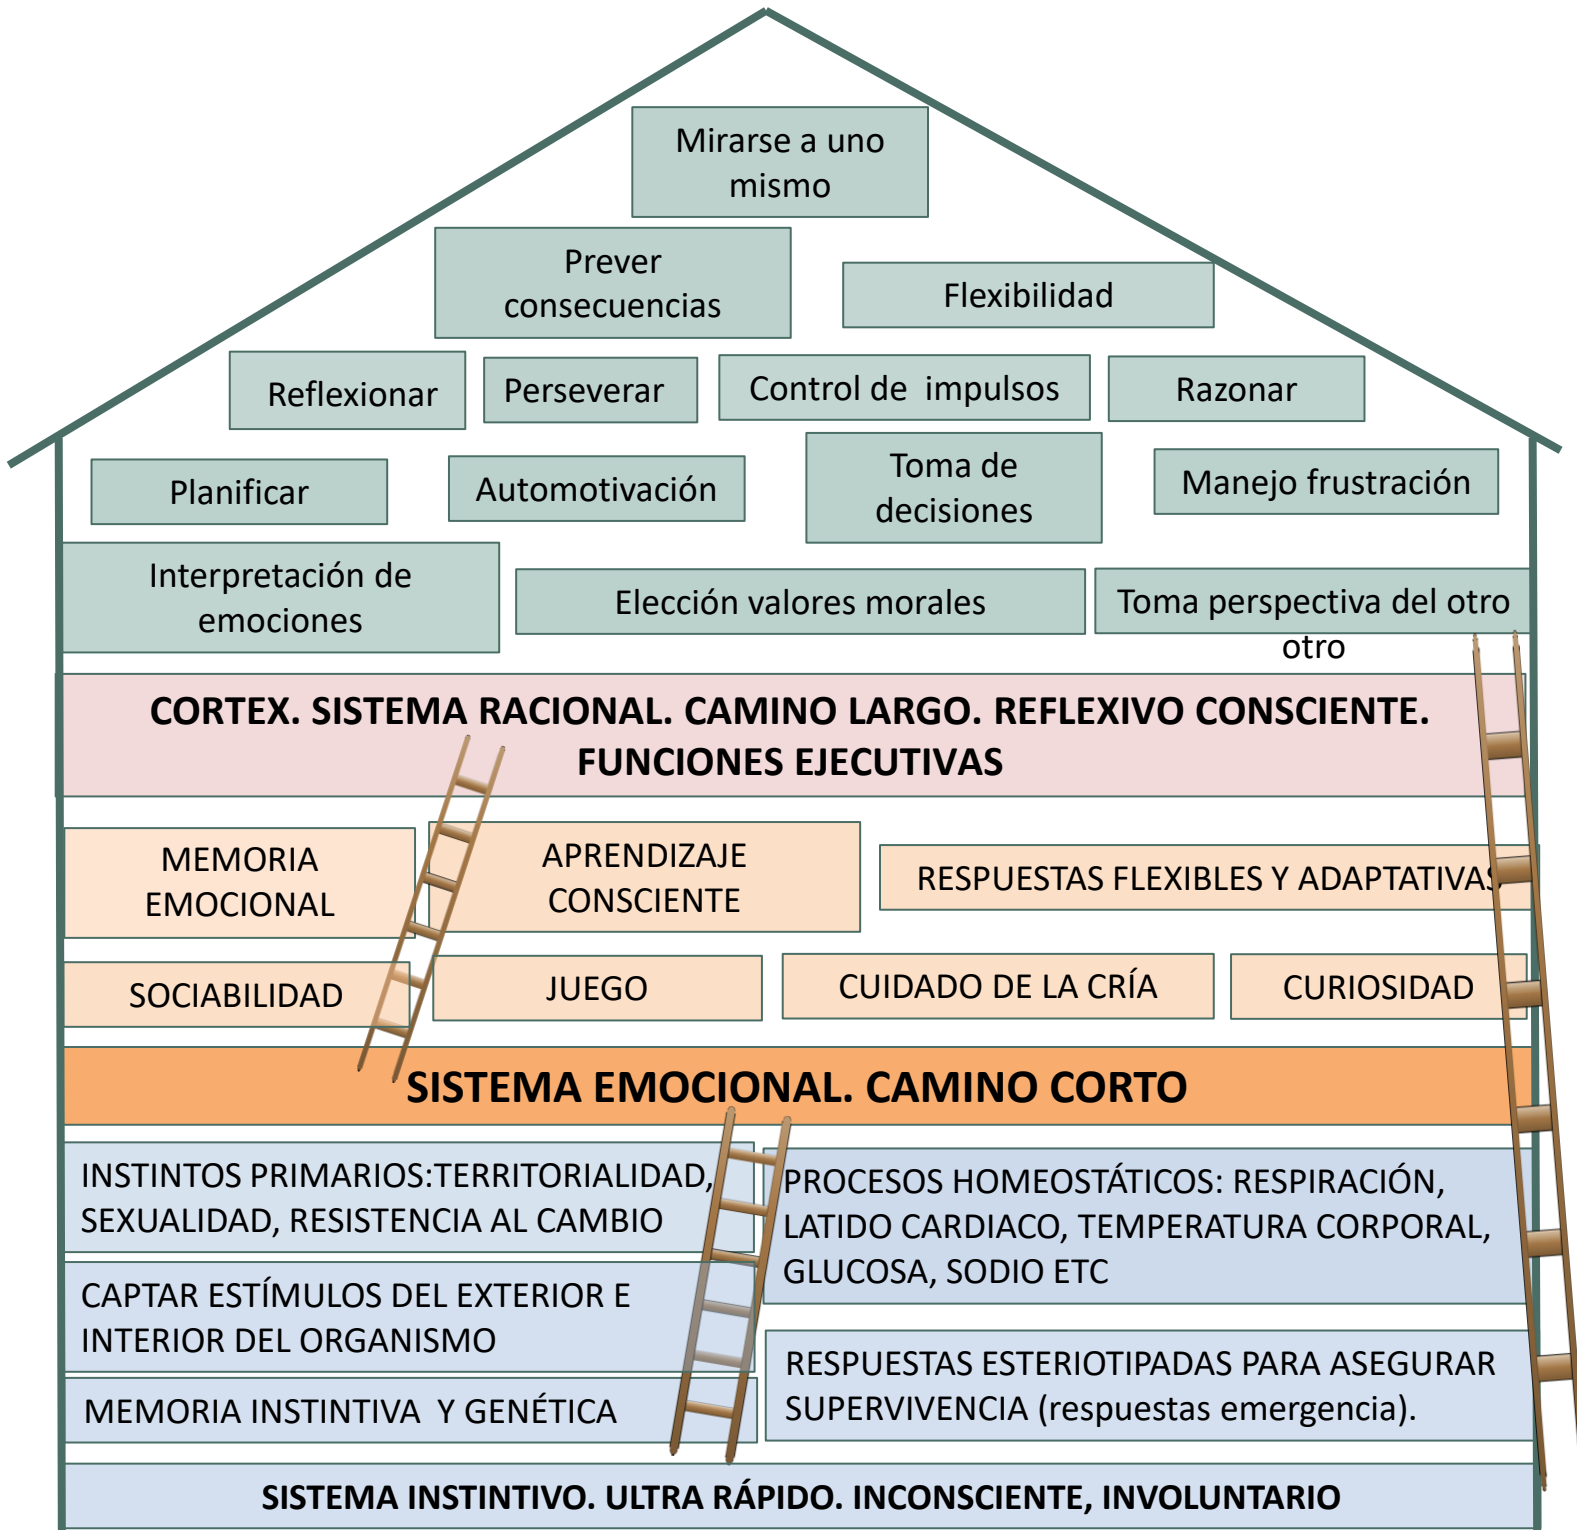 Mirarse a uno
mismo
Prever
consecuencias
Flexibilidad
Reflexionar
Perseverar
Control de  impulsos
Razonar
Planificar
Automotivación
Toma de
decisiones
Manejo frustración
Interpretación de
emociones
Elección valores morales
Toma perspectiva del otro
otro
CORTEX. SISTEMA RACIONAL. CAMINO LARGO. REFLEXIVO CONSCIENTE.
FUNCIONES EJECUTIVAS
MEMORIA
EMOCIONAL
APRENDIZAJE
CONSCIENTE
RESPUESTAS FLEXIBLES Y ADAPTATIVAS
SOCIABILIDAD
JUEGO
CUIDADO DE LA CRÍA
CURIOSIDAD
SISTEMA EMOCIONAL. CAMINO CORTO
INSTINTOS PRIMARIOS:TERRITORIALIDAD,
SEXUALIDAD, RESISTENCIA AL CAMBIO
PROCESOS HOMEOSTÁTICOS: RESPIRACIÓN,
LATIDO CARDIACO, TEMPERATURA CORPORAL,
GLUCOSA, SODIO ETC
CAPTAR ESTÍMULOS DEL EXTERIOR E
INTERIOR DEL ORGANISMO
RESPUESTAS ESTERIOTIPADAS PARA ASEGURAR
SUPERVIVENCIA (respuestas emergencia).
MEMORIA INSTINTIVA  Y GENÉTICA
SISTEMA INSTINTIVO. ULTRA RÁPIDO. INCONSCIENTE, INVOLUNTARIO